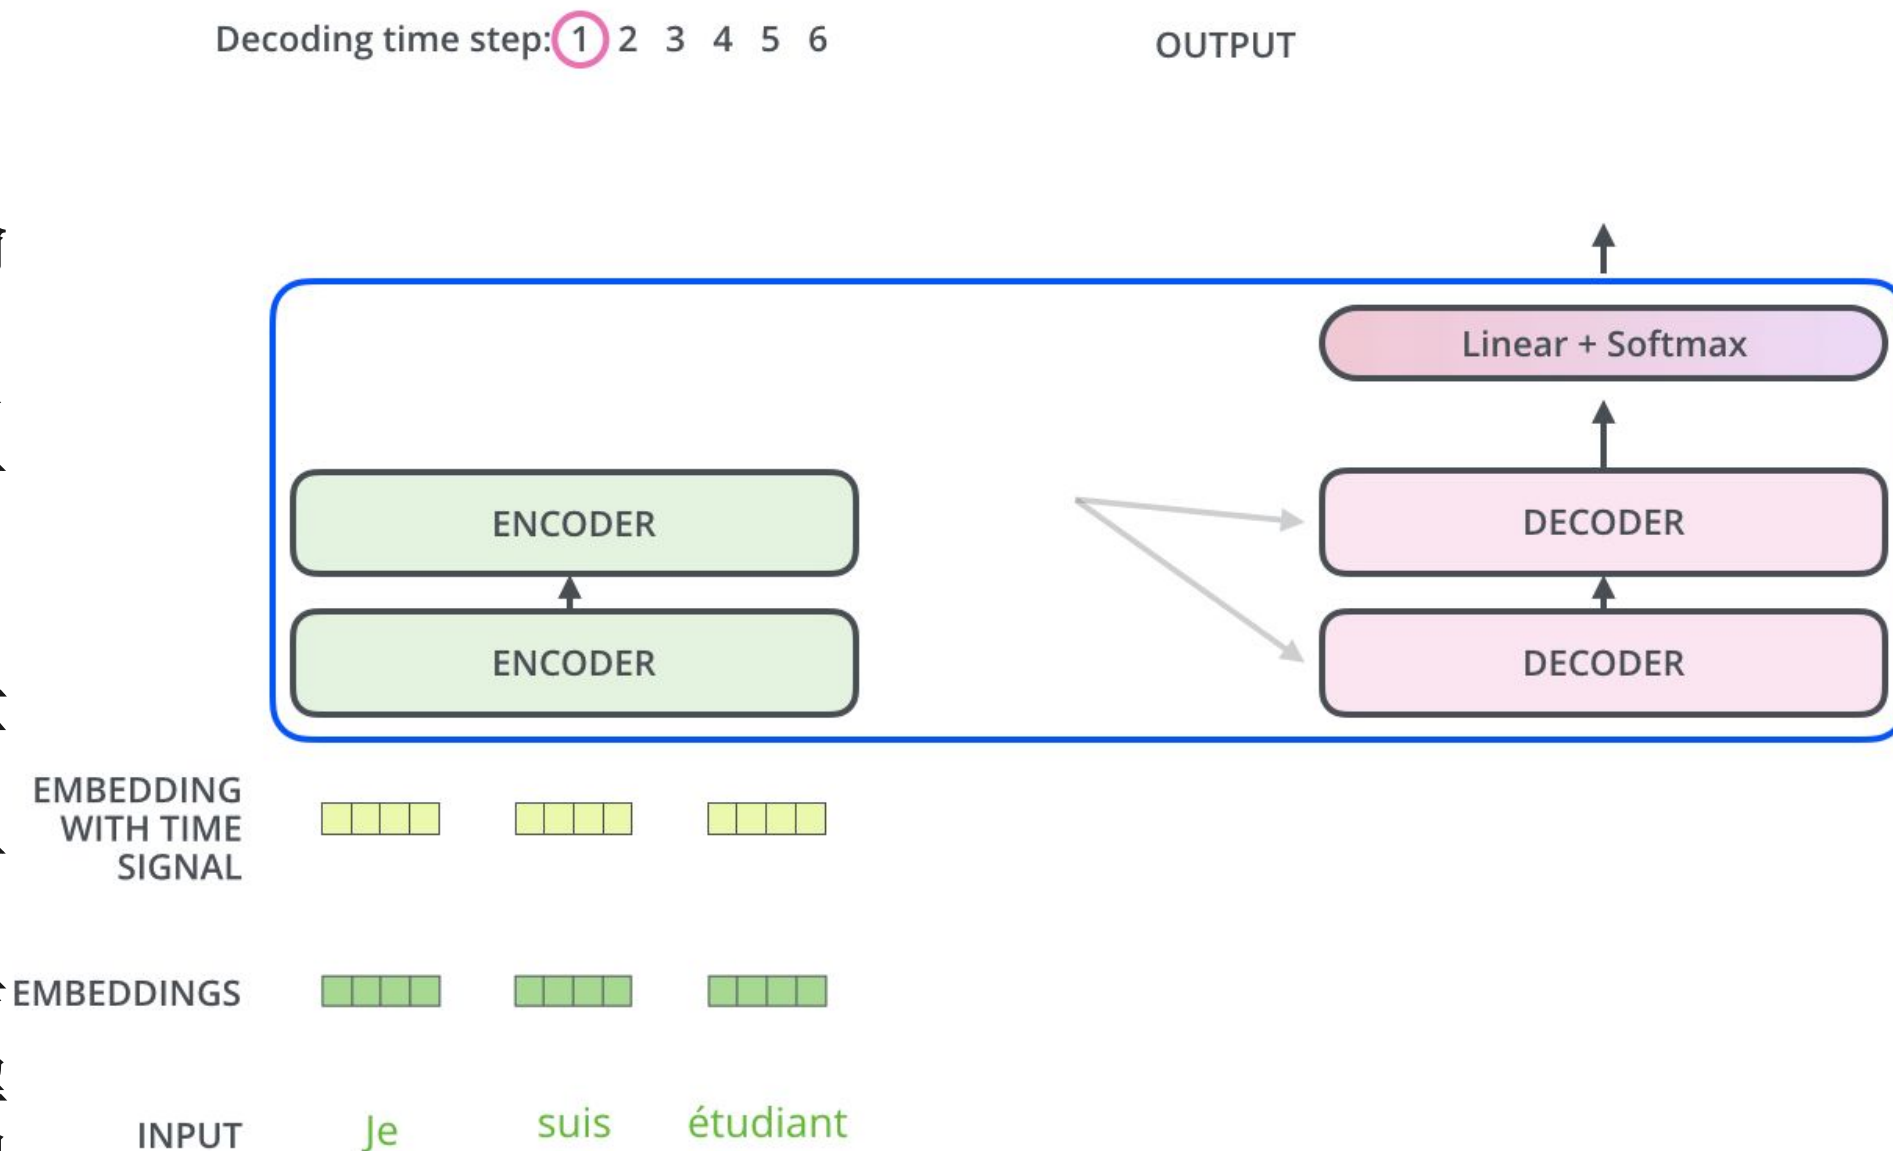 Decoding time step: 1 2 3 4 5 6
OUTPUT
Linear + Softmax
ENCODER
DECODER
ENCODER
DECODER
EMBEDDING
WITH TIME
SIGNAL
EMBEDDINGS
INPUT
Je
suis
étudiant